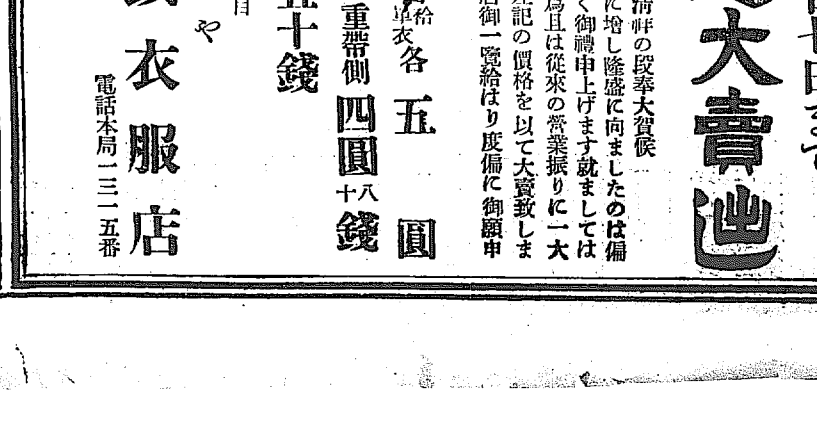 日まで
大賣出
清祥の段奉大賀候
に增し隆盛に向ましたのは偏
く御禮申上げます就ましては
爲且は從來の營業振りに一大
記の價格を以て大賣致しま
店御一覽給はり度偏に御願申
袷
單衣
各五圓
重帶側四圓八十錢
五十錢
目
や
衣服店
電話本局一三一五番